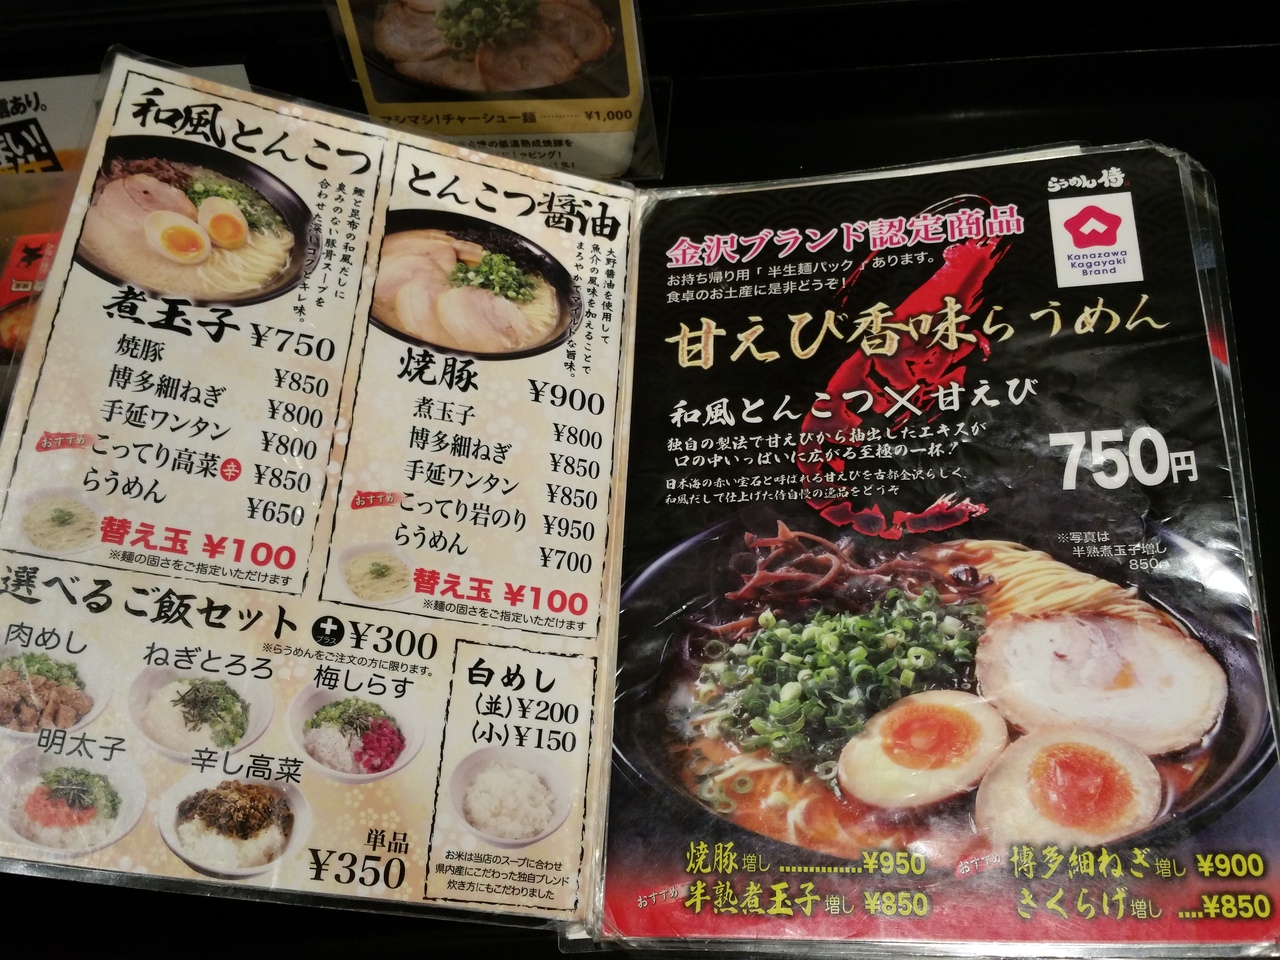 あり。
マシマシ!チャーシュー麺 ¥1,000
和風とんこつ
鰹と昆布の和風だしに
臭みのない豚骨スープを
合わせた楽しコクとキレ味。
煮玉子 ¥750
焼豚 ¥850
博多細ねぎ ¥800
手延ワンタン ¥800
おすすめ こってり高菜 辛 ¥850
らうめん ¥650
替え玉 ¥100
※麺の固さをご指定いただけます
とんこつ醤油
大野醤油を使用して
魚介の風味を加えることで
まろやかでマイルドな旨味。
焼豚 ¥900
煮玉子 ¥800
博多細ねぎ ¥850
手延ワンタン ¥850
おすすめ こってり岩のり ¥950
らうめん ¥700
替え玉 ¥100
※麺の固さをご指定いただけます
選べるご飯セット +プラス ¥300
※らうめんをご注文の方に限ります。
肉めし
ねぎとろろ
梅しらす
明太子
辛し高菜
単品
¥350
白めし
(並)¥200
(小)¥150
お米は当店のスープに合わせ
県内産にこだわった独自ブレンド
炊き方にもこだわりました
らうめん侍
金沢ブランド認定商品
お持ち帰り用「半生麺パック」あります。
食卓のお土産に是非どうぞ!
Kanazawa
Kagayaki
Brand
甘えび香味らうめん
和風とんこつ×甘えび
独自の製法で甘えびから抽出したエキスが
口の中いっぱいに広がる至極の一杯!
日本海の赤い宝石と呼ばれる甘えびを古都金沢らしく、
和風だしで仕上げた侍自慢の逸品をどうぞ
750円
※写真は
半熟煮玉子増し
850円
焼豚増し ..............¥950
おすすめ 博多細ねぎ増し ¥900
おすすめ 半熟煮玉子増し ¥850
きくらげ増し ....¥850